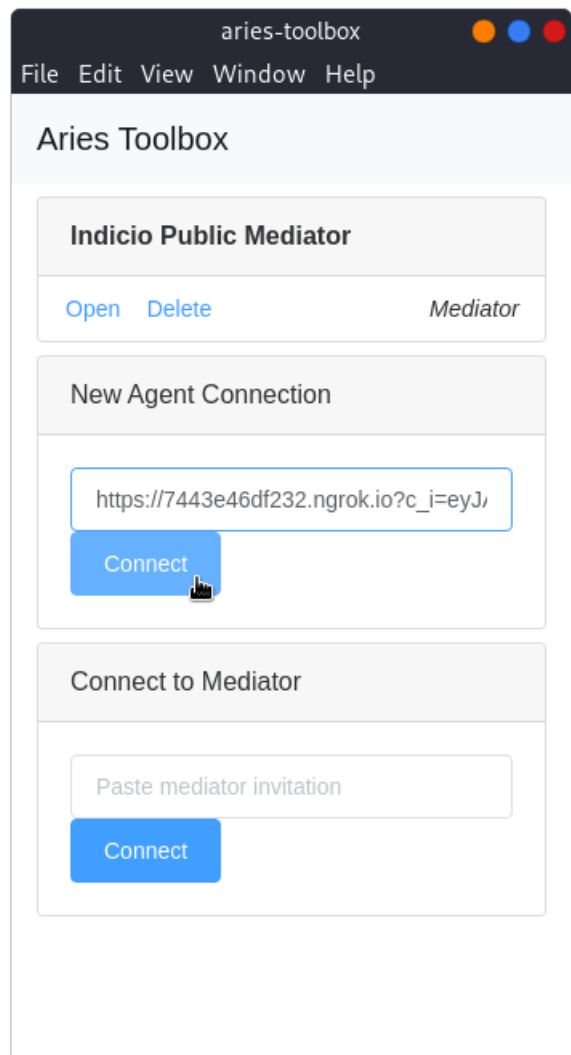 aries-toolbox
File Edit View Window Help
Aries Toolbox
Indicio Public Mediator
Open Delete Mediator
New Agent Connection
https://7443e46df232.ngrok.io?c_i=eyJ
Connect
Connect to Mediator
Paste mediator invitation
Connect